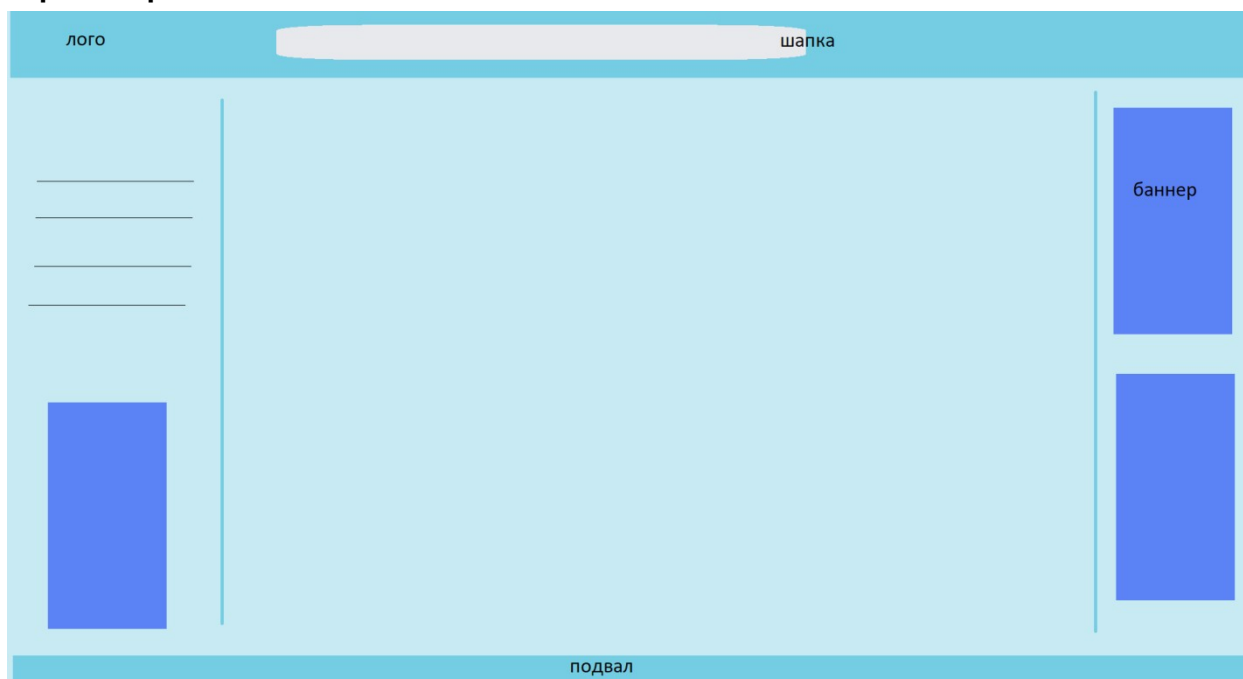 лого
шапка
баннер
подвал